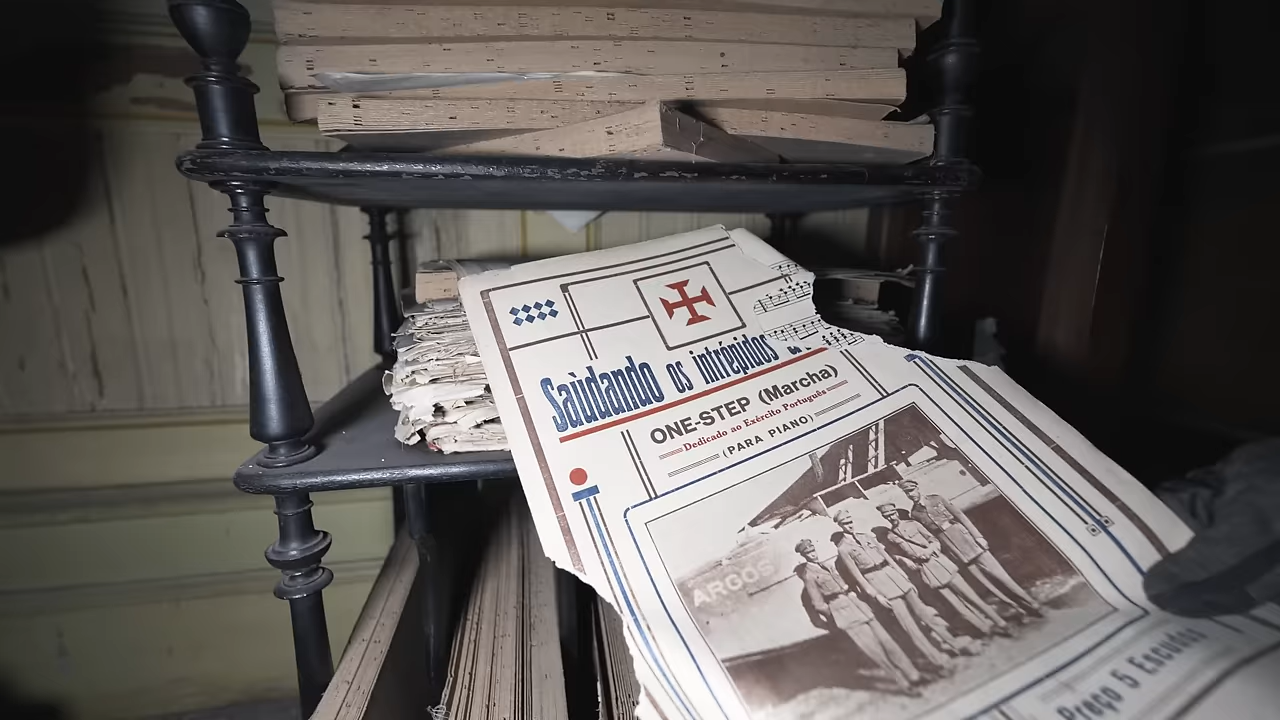 Saùdando os intrépidos
ONE-STEP (Marcha)
Dedicado ao Exército Português
(PARA PIANO)
ARGOS
Preço 5 Escudos